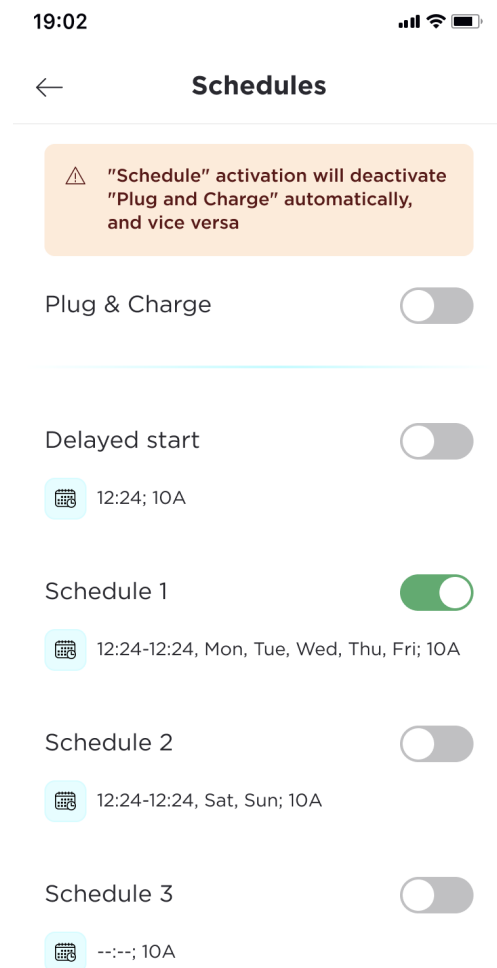 19:02
Schedules
"Schedule" activation will deactivate
"Plug and Charge" automatically,
and vice versa
Plug & Charge
Delayed start
12:24; 10A
Schedule 1
12:24-12:24, Mon, Tue, Wed, Thu, Fri; 10A
Schedule 2
12:24-12:24, Sat, Sun; 10A
Schedule 3
--:--; 10A